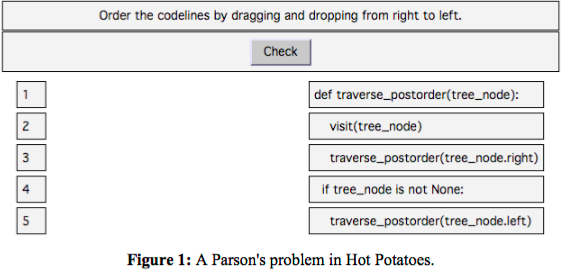 Order the codelines by dragging and dropping from right to left.
Check
1 def traverse_postorder(tree_node):
2 visit(tree_node)
3 traverse_postorder(tree_node.right)
4 if tree_node is not None:
5 traverse_postorder(tree_node.left)
Figure 1: A Parson's problem in Hot Potatoes.